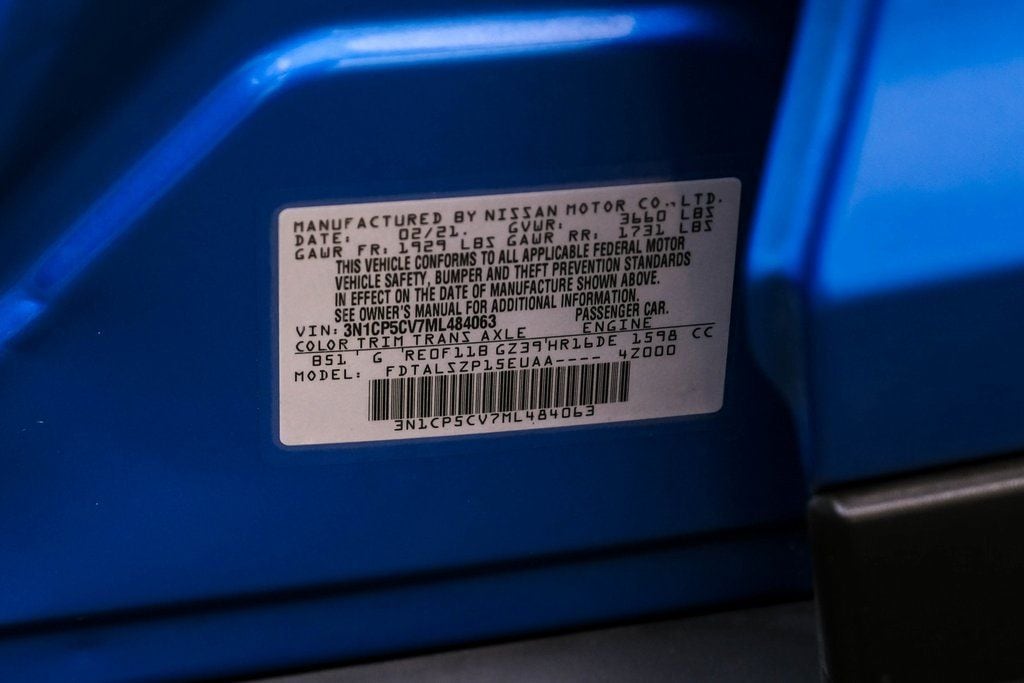 MANUFACTURED BY NISSAN MOTOR CO., LTD.
DATE: 02/21. GVWR: 3660 LBS
GAWR FR: 1929 LBS GAWR RR: 1731 LBS
THIS VEHICLE CONFORMS TO ALL APPLICABLE FEDERAL MOTOR
VEHICLE SAFETY, BUMPER AND THEFT PREVENTION STANDARDS
IN EFFECT ON THE DATE OF MANUFACTURE SHOWN ABOVE.
SEE OWNER'S MANUAL FOR ADDITIONAL INFORMATION.
VIN: 3N1CP5CV7ML484063 PASSENGER CAR.
COLOR TRIM TRANS AXLE ENGINE
B51 G RE0F11B GZ39 HR16DE 1598 CC
MODEL: FDTALSZP15EUAA---- 4Z000
3N1CP5CV7ML484063